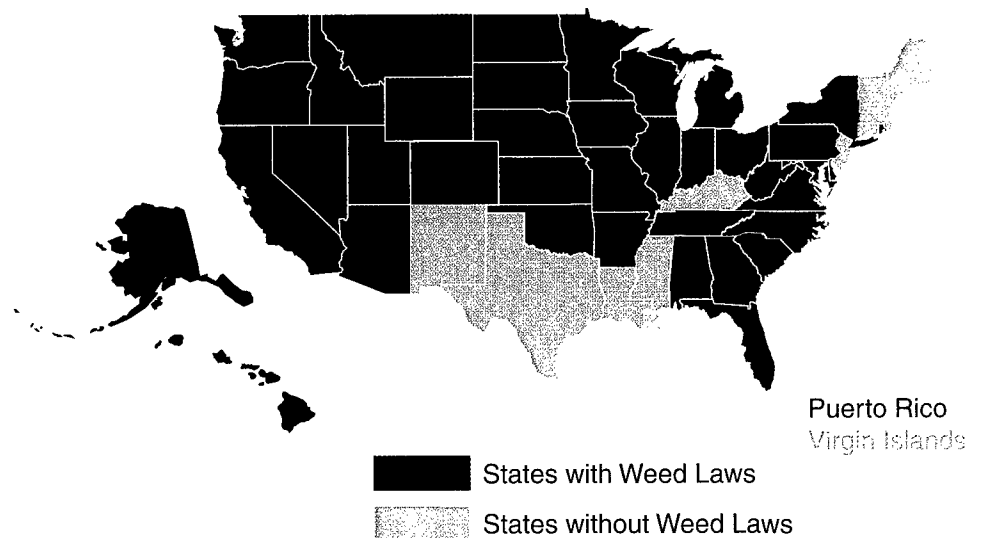 Puerto Rico
Virgin Islands
States with Weed Laws
States without Weed Laws